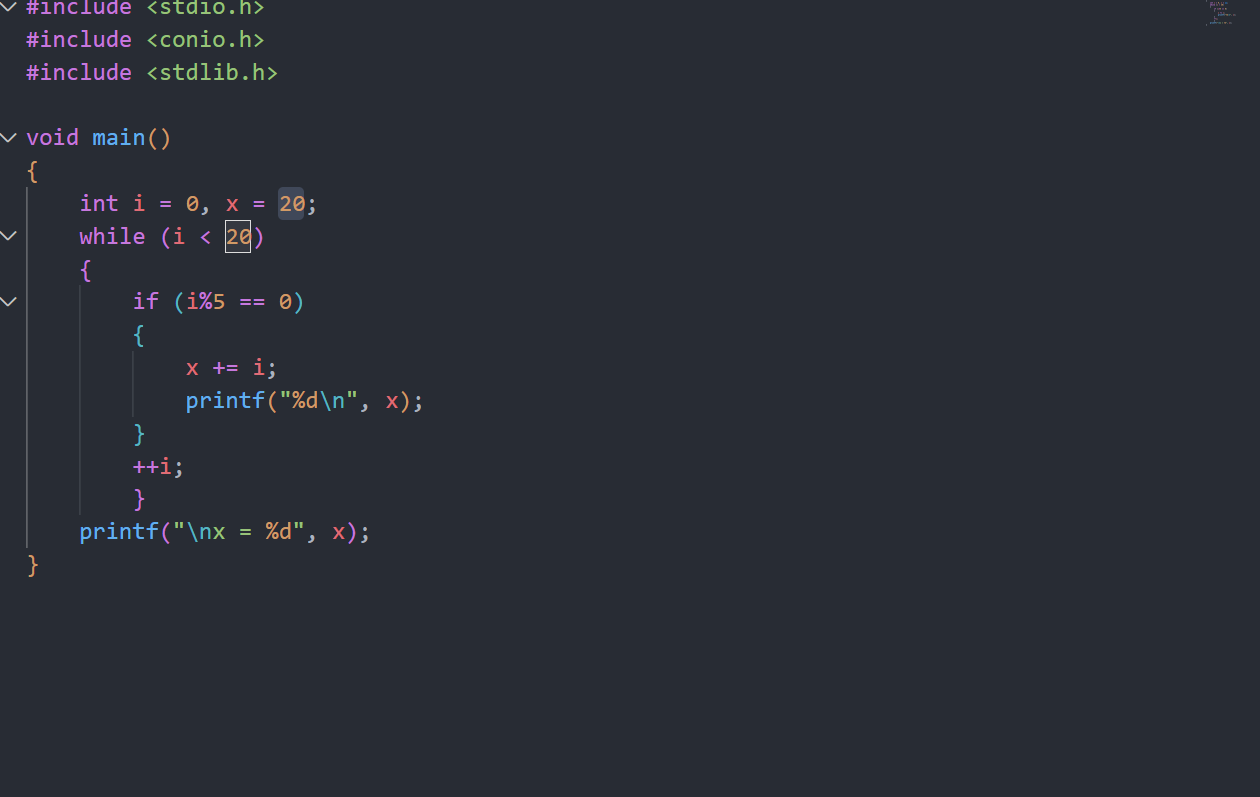 #include <stdio.h>
#include <conio.h>
#include <stdlib.h>

void main()
{
    int i = 0, x = 20;
    while (i < 20)
    {
        if (i%5 == 0)
        {
            x += i;
            printf("%d\n", x);
        }
        ++i;
        }
    printf("\nx = %d", x);
}